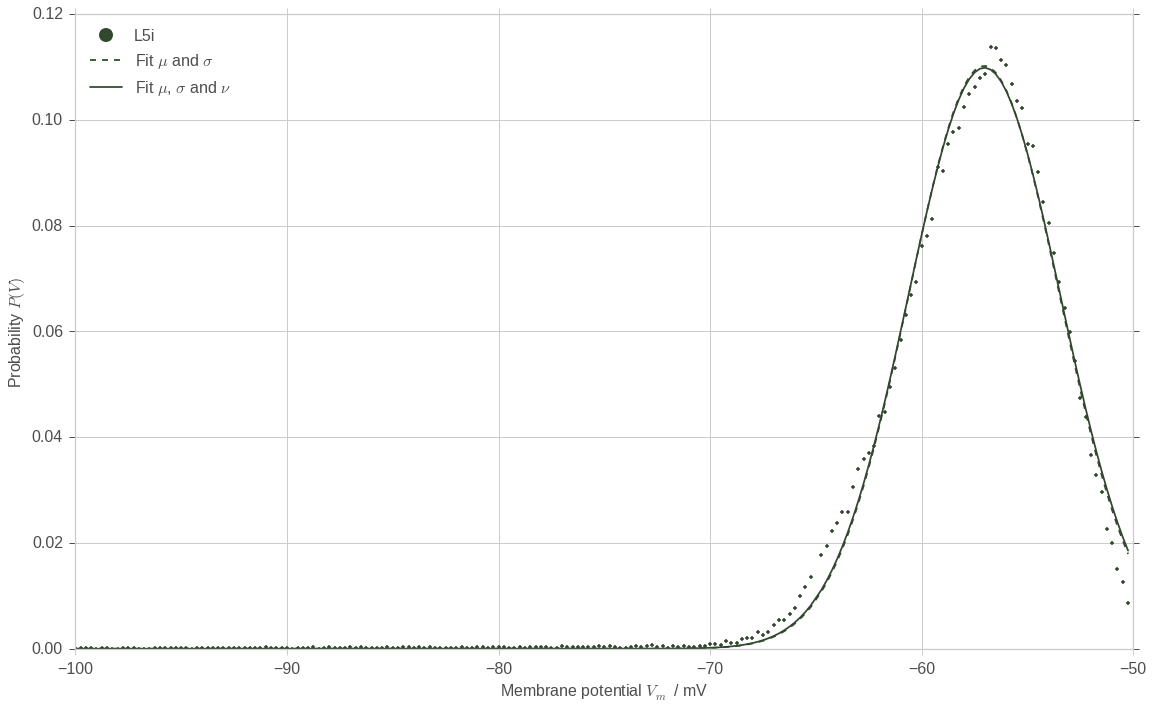 0.12
0.10
0.08
0.06
0.04
0.02
0.00
Probability P(V)
L5i
Fit μ and σ
Fit μ, σ and ν
−100
−90
−80
−70
−60
−50
Membrane potential Vm / mV